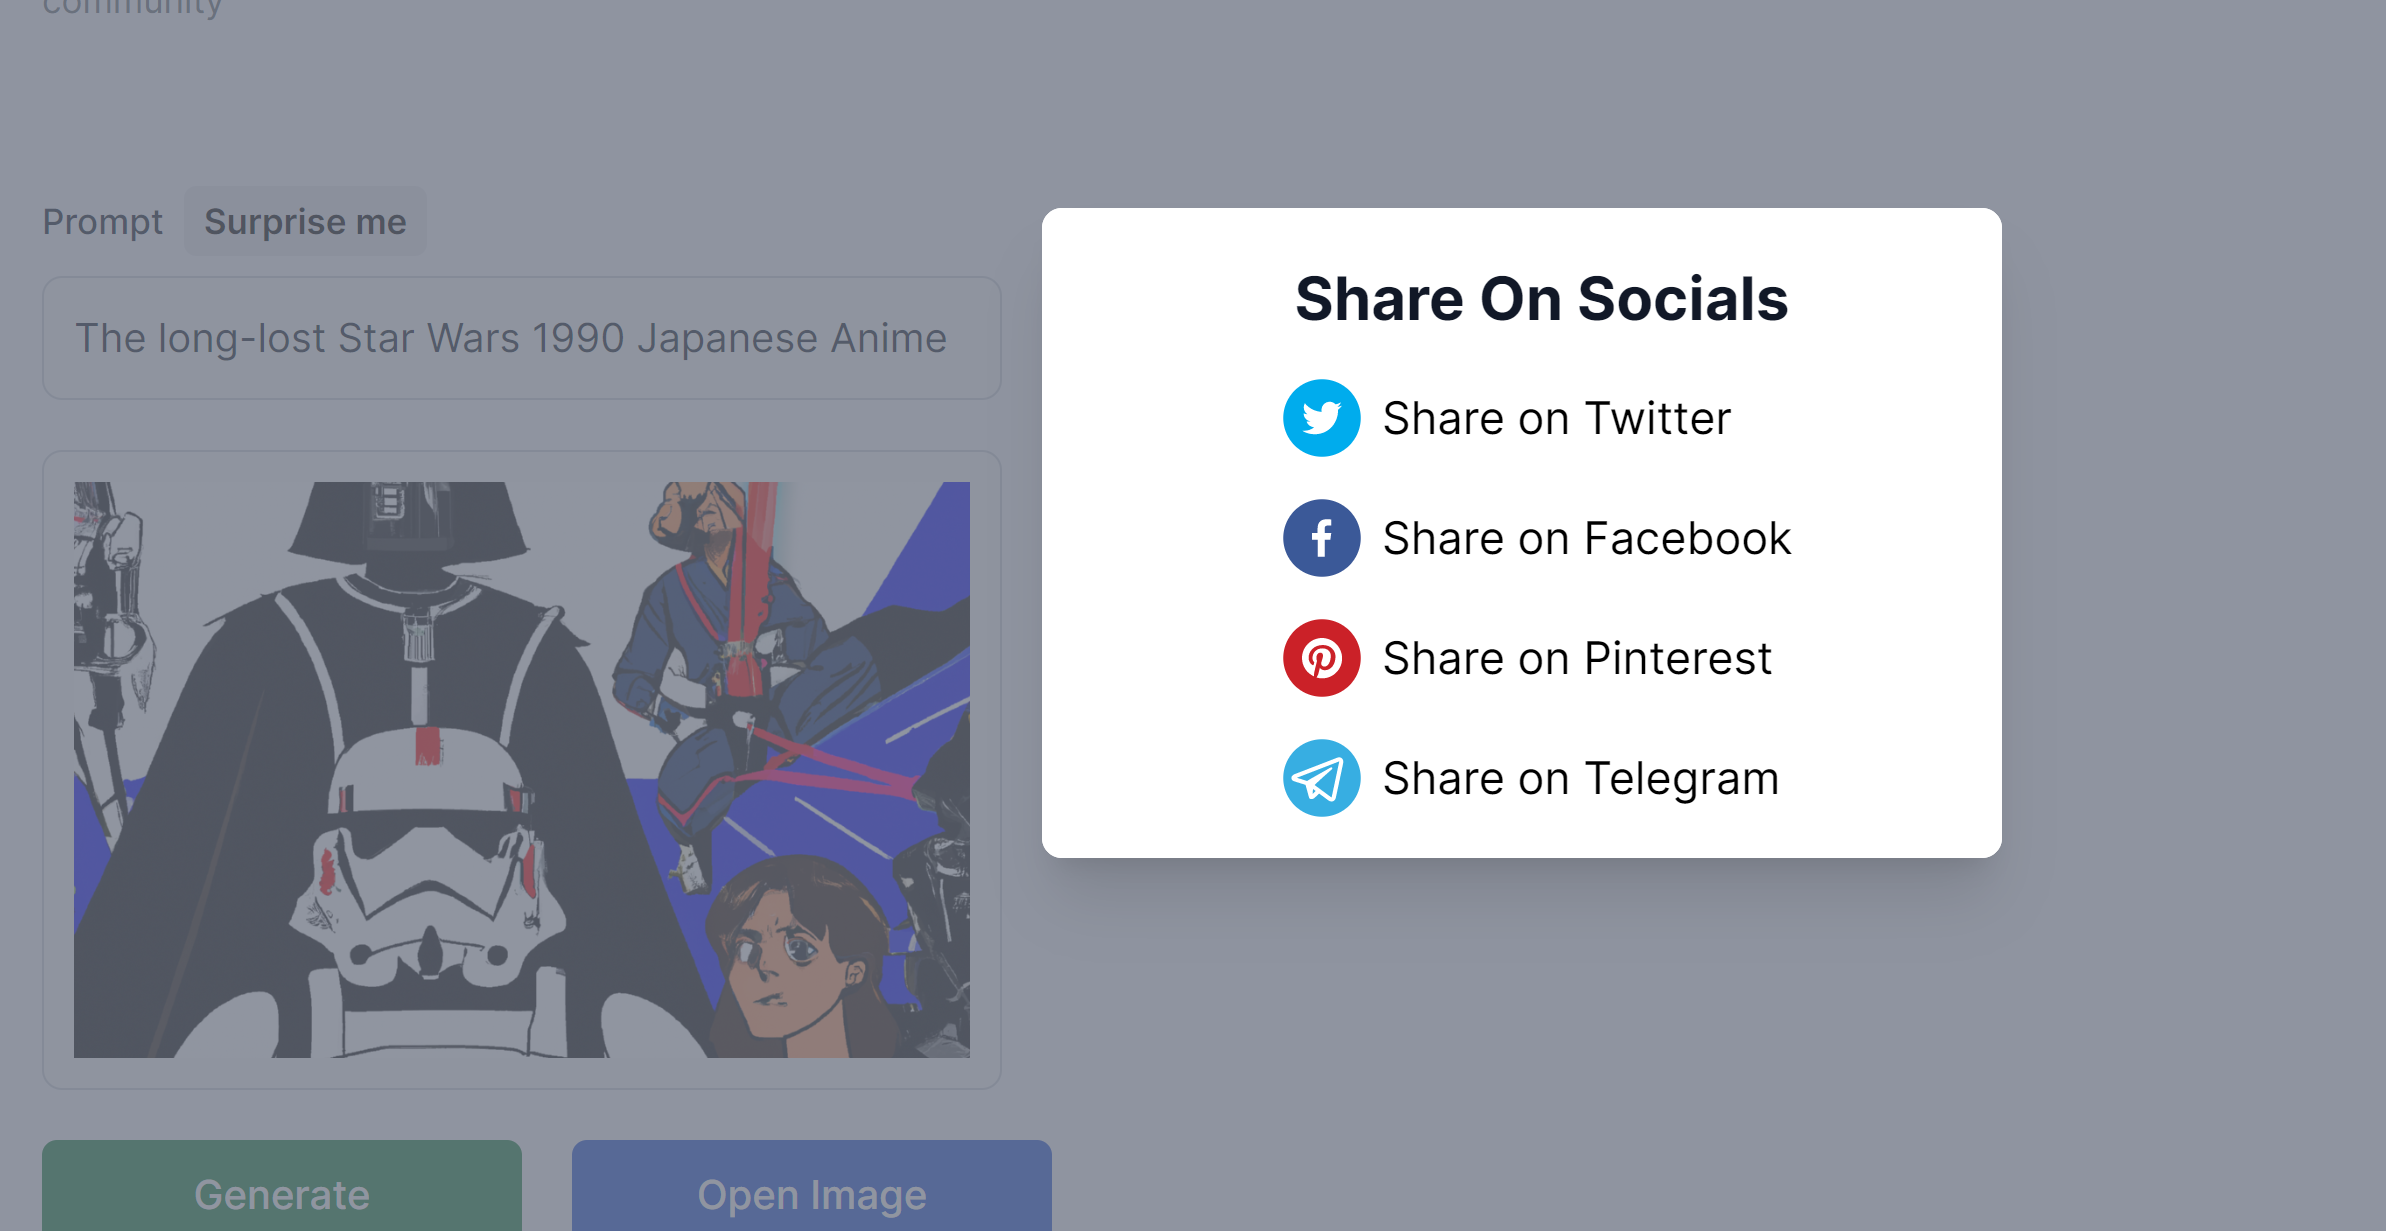 community
Prompt
Surprise me
The long-lost Star Wars 1990 Japanese Anime
Share On Socials
Share on Twitter
Share on Facebook
Share on Pinterest
Share on Telegram
Generate
Open Image